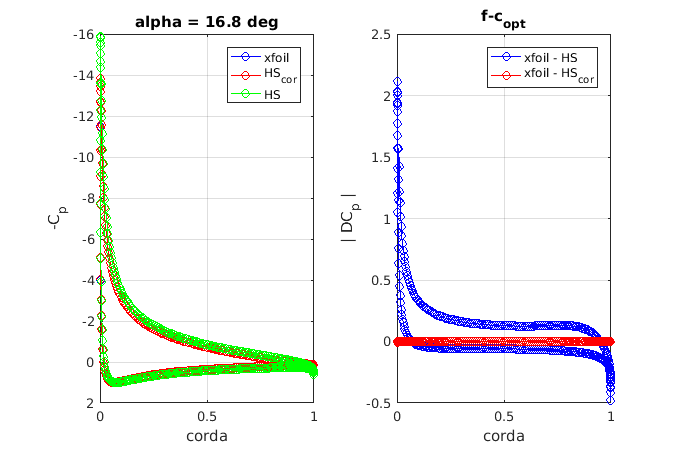 alpha = 16.8 deg
-16
-14
-12
-10
-8
-6
-4
-2
0
2
-C_p
0
0.5
1
corda
xfoil
HS_cor
HS
f-c_opt
2.5
2
1.5
1
0.5
0
-0.5
| DC_p |
0
0.5
1
corda
xfoil - HS
xfoil - HS_cor